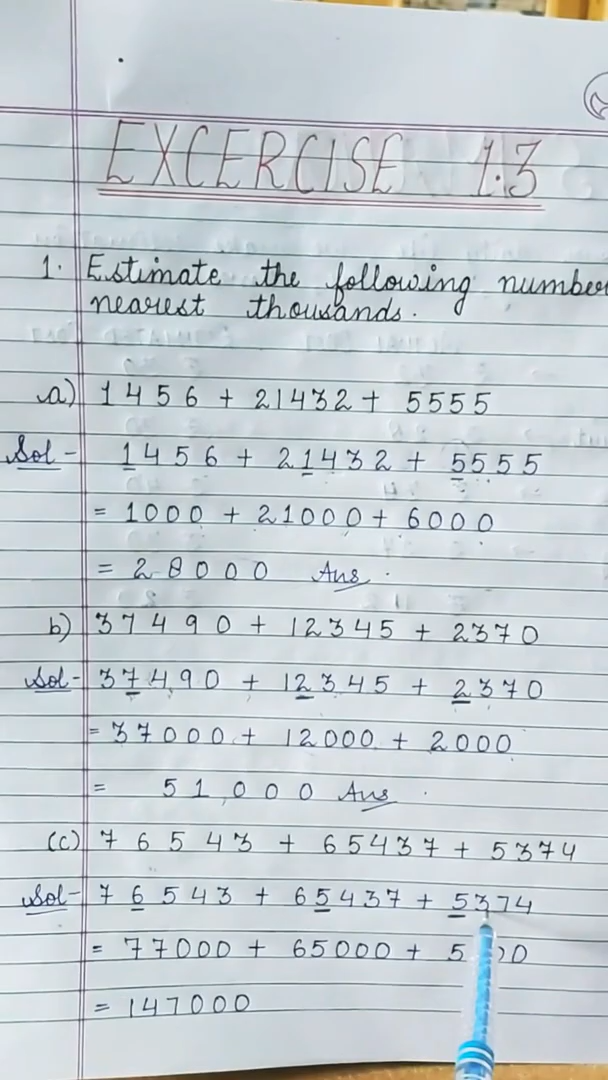 EXCERCISE 1.3
1. Estimate the following number
nearest thousands.
a) 1456 + 21432 + 5555
Sol - 1456 + 21432 + 5555
= 1000 + 21000 + 6000
= 28000 Ans.
b) 37490 + 12345 + 2370
Sol - 37490 + 12345 + 2370
= 37000 + 12000 + 2000
= 51,000 Ans.
(c) 76543 + 65437 + 5374
Sol - 76543 + 65437 + 5374
= 77000 + 65000 + 5 00
= 147000